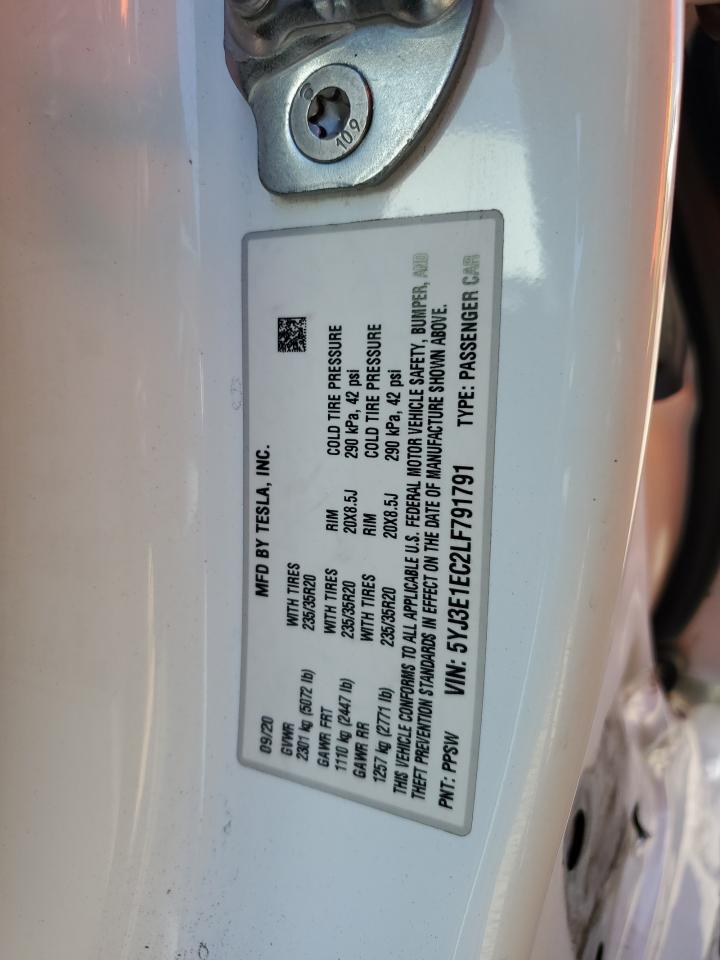 10.9
MFD BY TESLA, INC.
09/20
GVWR WITH TIRES
2301 kg (5072 lb) 235/35R20
GAWR FRT WITH TIRES RIM COLD TIRE PRESSURE
1110 kg (2447 lb) 235/35R20 20X8.5J 290 kPa, 42 psi
GAWR RR WITH TIRES RIM COLD TIRE PRESSURE
1257 kg (2771 lb) 235/35R20 20X8.5J 290 kPa, 42 psi
THIS VEHICLE CONFORMS TO ALL APPLICABLE U.S. FEDERAL MOTOR VEHICLE SAFETY, BUMPER, AND
THEFT PREVENTION STANDARDS IN EFFECT ON THE DATE OF MANUFACTURE SHOWN ABOVE.
PNT: PPSW VIN: 5YJ3E1EC2LF791791 TYPE: PASSENGER CAR